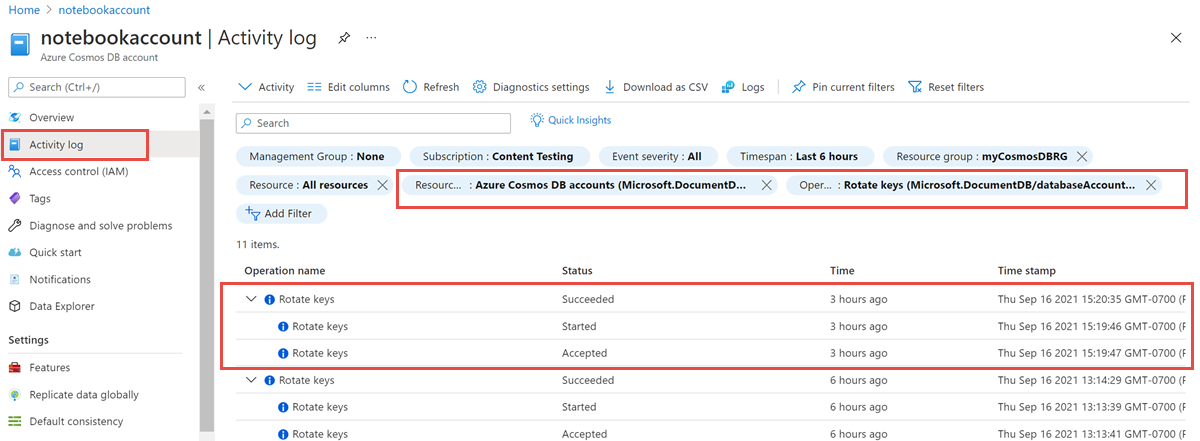 Home > notebookaccount
notebookaccount | Activity log ...
Azure Cosmos DB account
Search (Ctrl+/) «
Activity Edit columns Refresh Diagnostics settings Download as CSV Logs Pin current filters Reset filters
Overview
Activity log
Access control (IAM)
Tags
Diagnose and solve problems
Quick start
Notifications
Data Explorer
Settings
Features
Replicate data globally
Default consistency
Search Quick Insights
Management Group : None Subscription : Content Testing Event severity : All Timespan : Last 6 hours Resource group : myCosmosDBRG
Resource : All resources Resourc... : Azure Cosmos DB accounts (Microsoft.DocumentD... Oper... : Rotate keys (Microsoft.DocumentDB/databaseAccount...
Add Filter
11 items.
Operation name Status Time Time stamp
Rotate keys Succeeded 3 hours ago Thu Sep 16 2021 15:20:35 GMT-0700 (
Rotate keys Started 3 hours ago Thu Sep 16 2021 15:19:46 GMT-0700 (
Rotate keys Accepted 3 hours ago Thu Sep 16 2021 15:19:47 GMT-0700 (
Rotate keys Succeeded 6 hours ago Thu Sep 16 2021 13:14:29 GMT-0700 (
Rotate keys Started 6 hours ago Thu Sep 16 2021 13:13:39 GMT-0700 (
Rotate keys Accepted 6 hours ago Thu Sep 16 2021 13:13:41 GMT-0700 (